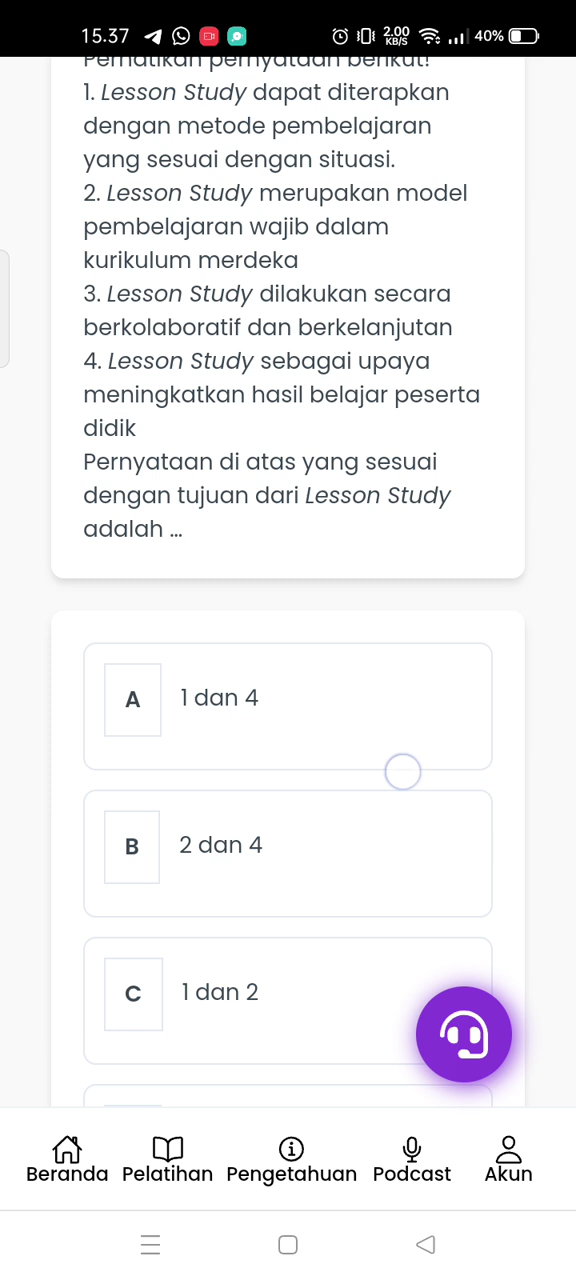 15.37
2.00
KB/S
40%
Perhatikan pernyataan berikut!
1. Lesson Study dapat diterapkan
dengan metode pembelajaran
yang sesuai dengan situasi.
2. Lesson Study merupakan model
pembelajaran wajib dalam
kurikulum merdeka
3. Lesson Study dilakukan secara
berkolaboratif dan berkelanjutan
4. Lesson Study sebagai upaya
meningkatkan hasil belajar peserta
didik
Pernyataan di atas yang sesuai
dengan tujuan dari Lesson Study
adalah ...
A 1 dan 4
B 2 dan 4
C 1 dan 2
Beranda Pelatihan Pengetahuan Podcast Akun